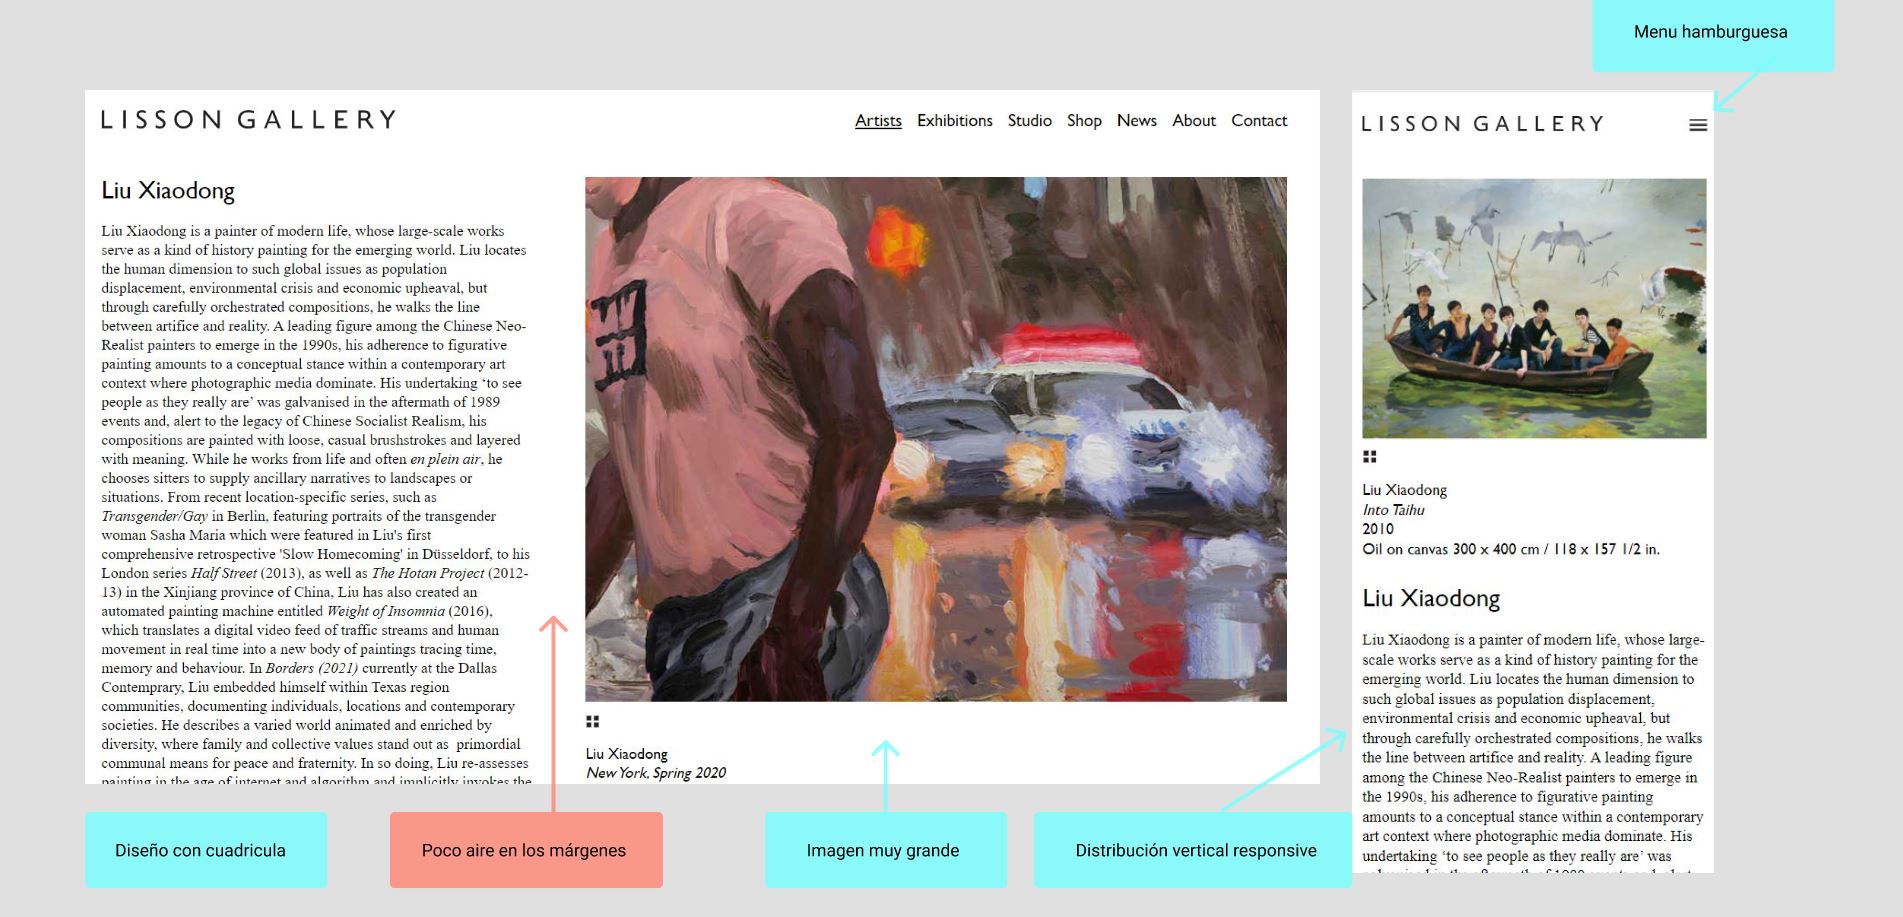 Menu hamburguesa
LISSON GALLERY
Artists Exhibitions Studio Shop News About Contact
Liu Xiaodong
Liu Xiaodong is a painter of modern life, whose large-scale works
serve as a kind of history painting for the emerging world. Liu locates
the human dimension to such global issues as population
displacement, environmental crisis and economic upheaval, but
through carefully orchestrated compositions, he walks the line
between artifice and reality. A leading figure among the Chinese Neo-
Realist painters to emerge in the 1990s, his adherence to figurative
painting amounts to a conceptual stance within a contemporary art
context where photographic media dominate. His undertaking ‘to see
people as they really are’ was galvanised in the aftermath of 1989
events and, alert to the legacy of Chinese Socialist Realism, his
compositions are painted with loose, casual brushstrokes and layered
with meaning. While he works from life and often en plein air, he
chooses sitters to supply ancillary narratives to landscapes or
situations. From recent location-specific series, such as
Transgender/Gay in Berlin, featuring portraits of the transgender
woman Sasha Maria which were featured in Liu's first
comprehensive retrospective 'Slow Homecoming' in Düsseldorf, to his
London series Half Street (2013), as well as The Hotan Project (2012-
13) in the Xinjiang province of China, Liu has also created an
automated painting machine entitled Weight of Insomnia (2016),
which translates a digital video feed of traffic streams and human
movement in real time into a new body of paintings tracing time,
memory and behaviour. In Borders (2021) currently at the Dallas
Contemprary, Liu embedded himself within Texas region
communities, documenting individuals, locations and contemporary
societies. He describes a varied world animated and enriched by
diversity, where family and collective values stand out as primordial
communal means for peace and fraternity. In so doing, Liu re-assesses
painting in the age of internet and algorithm and implicitly invokes the
Liu Xiaodong
New York, Spring 2020
LISSON GALLERY
Liu Xiaodong
Into Taihu
2010
Oil on canvas 300 x 400 cm / 118 x 157 1/2 in.
Liu Xiaodong
Liu Xiaodong is a painter of modern life, whose large-
scale works serve as a kind of history painting for the
emerging world. Liu locates the human dimension to
such global issues as population displacement,
environmental crisis and economic upheaval, but
through carefully orchestrated compositions, he walks
the line between artifice and reality. A leading figure
among the Chinese Neo-Realist painters to emerge in
the 1990s, his adherence to figurative painting
amounts to a conceptual stance within a contemporary
art context where photographic media dominate. His
undertaking ‘to see people as they really are’ was
Diseño con cuadricula
Poco aire en los márgenes
Imagen muy grande
Distribución vertical responsive